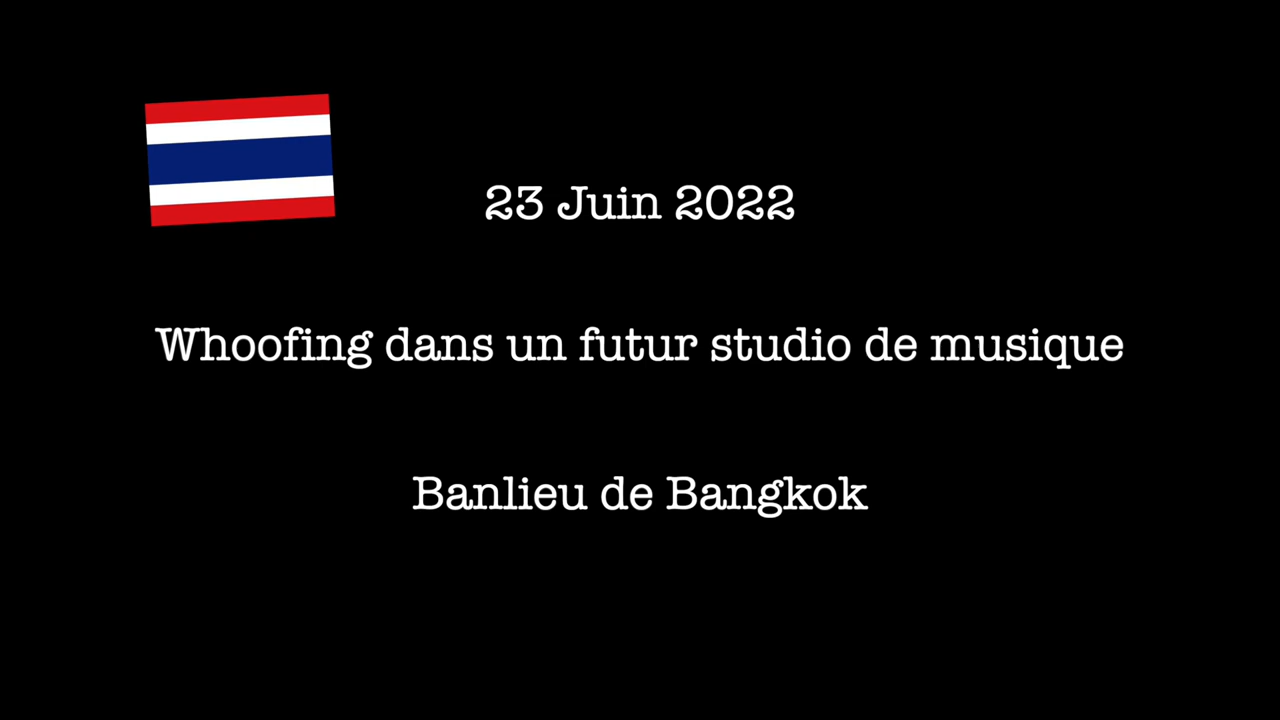 23 Juin 2022
Whoofing dans un futur studio de musique
Banlieu de Bangkok